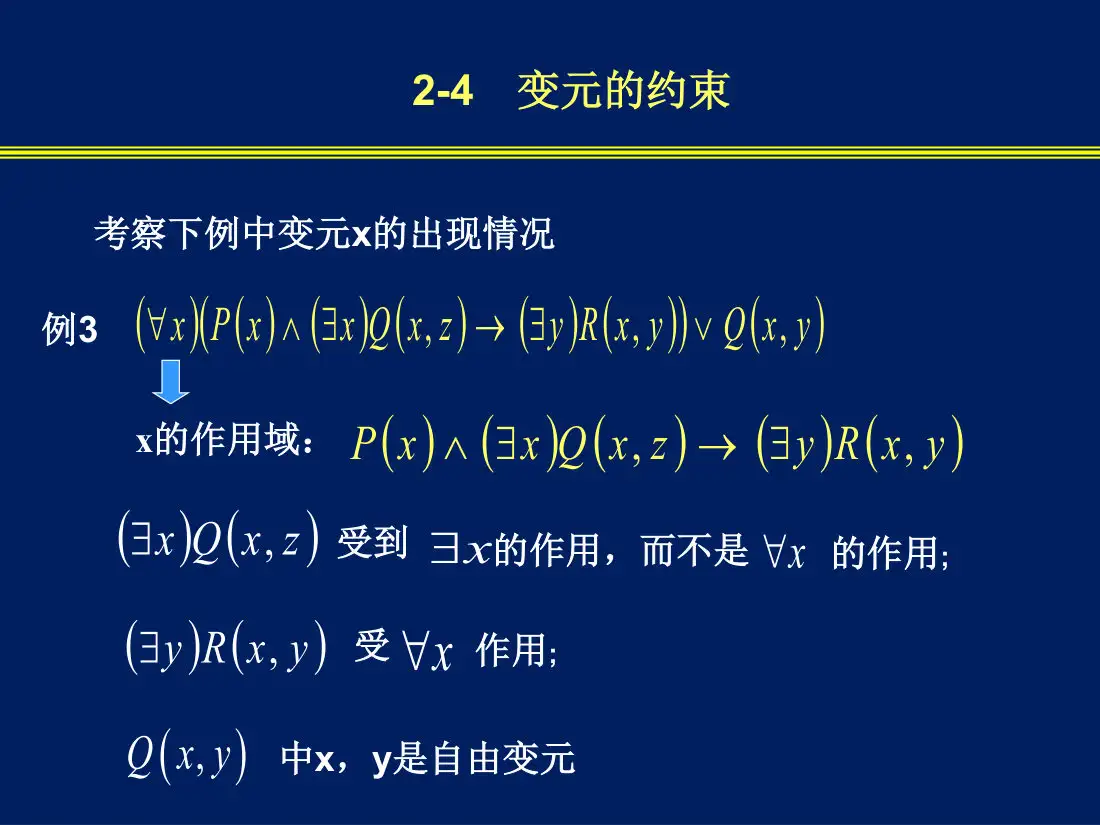 2-4 变元的约束
考察下例中变元x的出现情况
例3 (∀x)(P(x)∧(∃x)Q(x,z)→(∃y)R(x,y))∨Q(x,y)
x的作用域： P(x)∧(∃x)Q(x,z)→(∃y)R(x,y)
(∃x)Q(x,z) 受到 ∃x的作用，而不是 ∀x 的作用;
(∃y)R(x,y) 受 ∀x 作用;
Q(x,y) 中x，y是自由变元